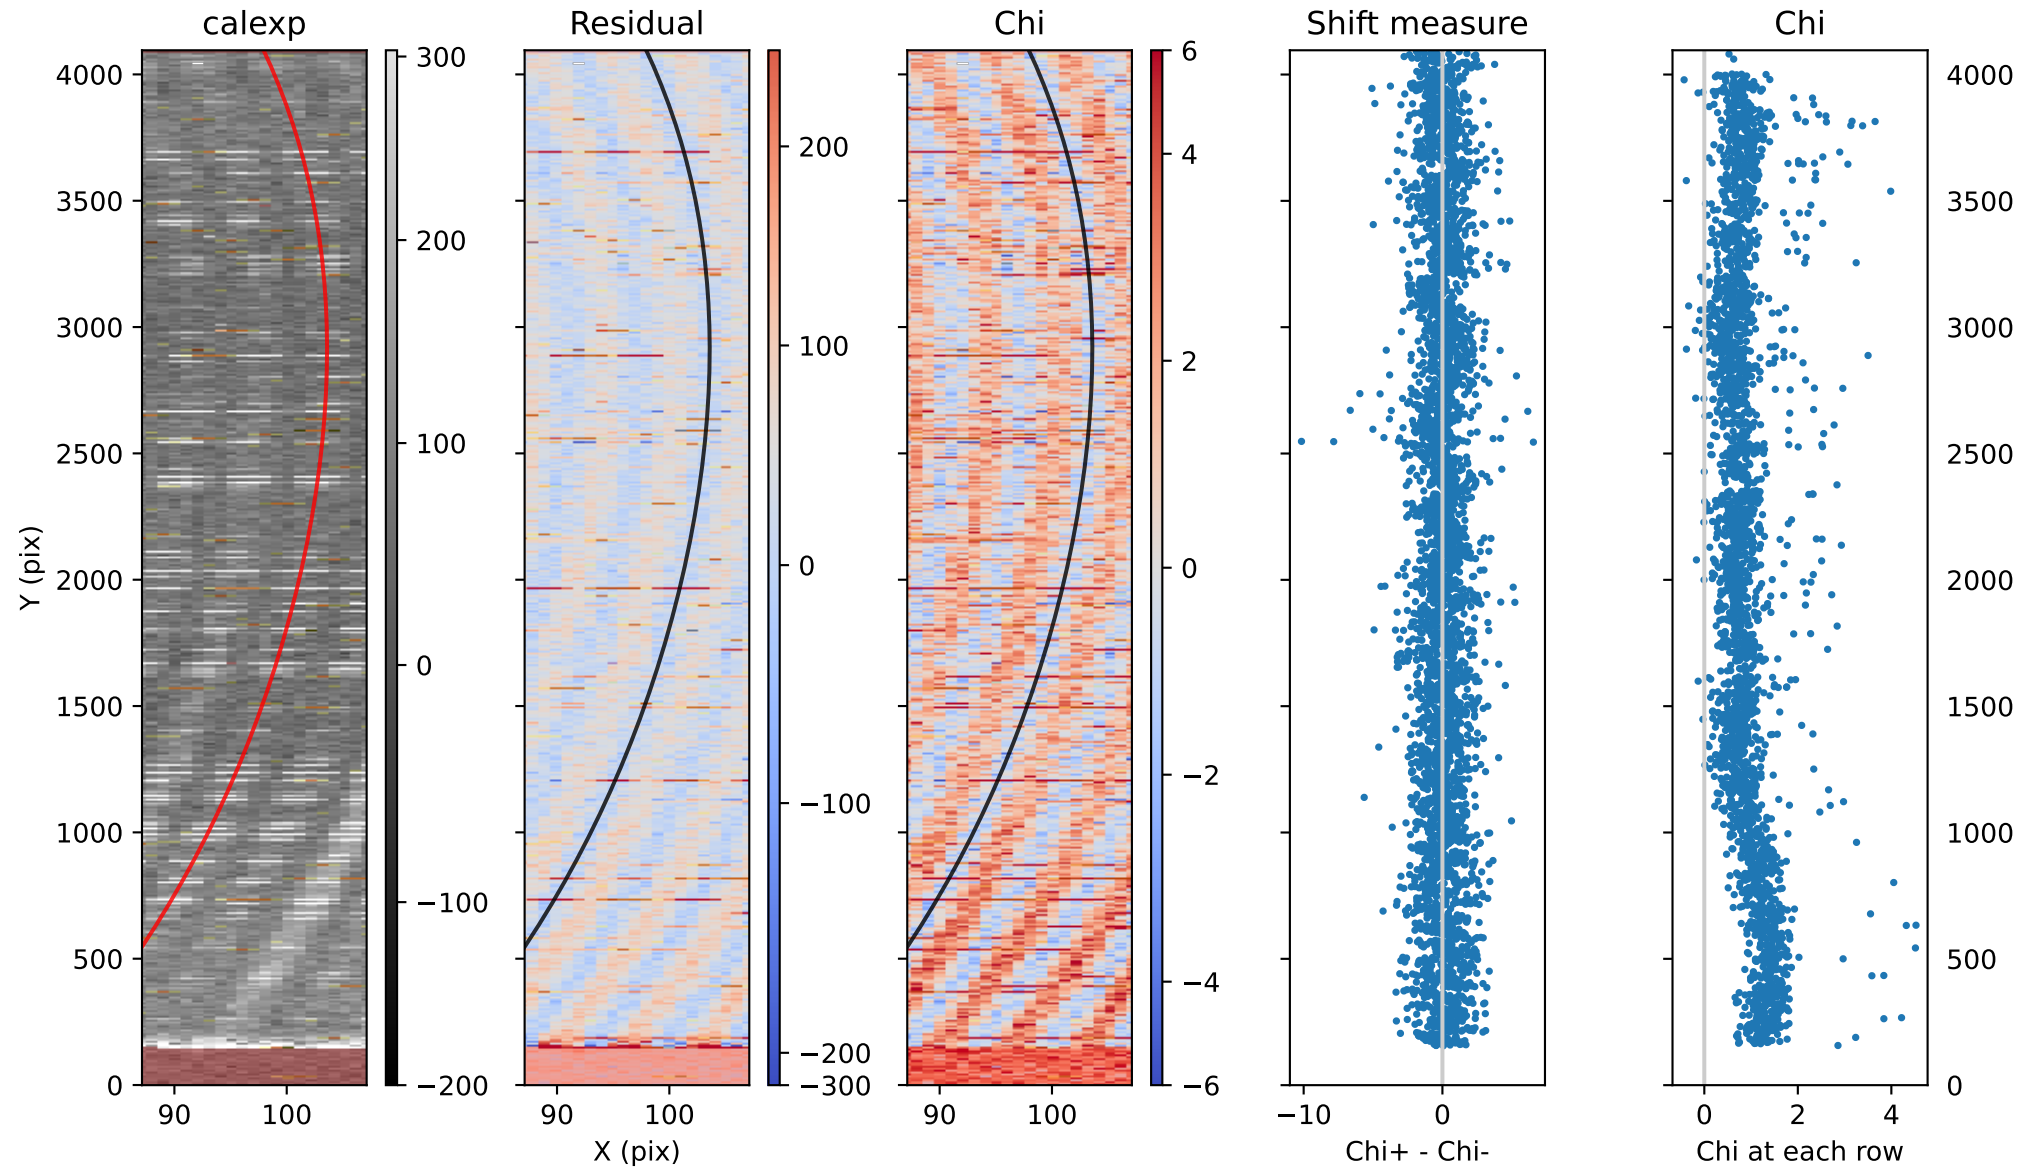 calexp Residual Chi Shift measure Chi
4000 300 200 6 4000
3500 200 4 3500
3000 100 2 3000
2500 100 2500
2000 0 0 0 2000
1500 1500
1000 −100 −100 −2 1000
500 −200 −4 500
0 −200 −300 −6 0
90 100 90 100 90 100 −10 0 0 2 4
Y (pix)
X (pix) Chi+ - Chi- Chi at each row